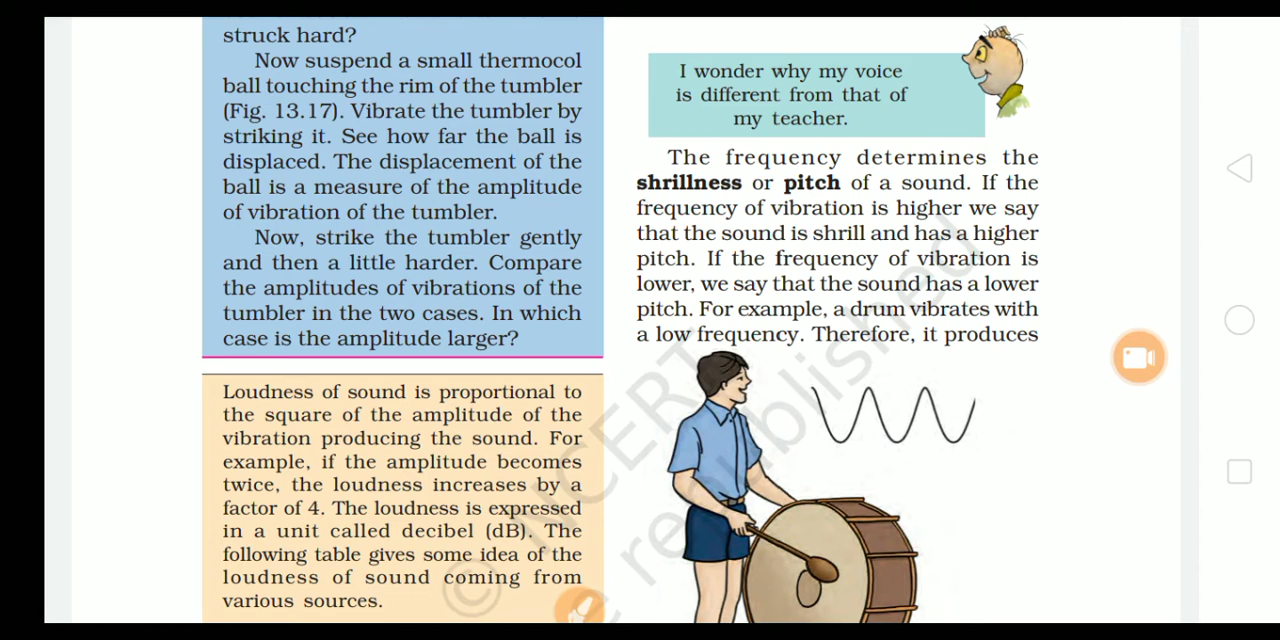 struck hard?
Now suspend a small thermocol
ball touching the rim of the tumbler
(Fig. 13.17). Vibrate the tumbler by
striking it. See how far the ball is
displaced. The displacement of the
ball is a measure of the amplitude
of vibration of the tumbler.
Now, strike the tumbler gently
and then a little harder. Compare
the amplitudes of vibrations of the
tumbler in the two cases. In which
case is the amplitude larger?
Loudness of sound is proportional to
the square of the amplitude of the
vibration producing the sound. For
example, if the amplitude becomes
twice, the loudness increases by a
factor of 4. The loudness is expressed
in a unit called decibel (dB). The
following table gives some idea of the
loudness of sound coming from
various sources.
I wonder why my voice
is different from that of
my teacher.
The frequency determines the
shrillness or pitch of a sound. If the
frequency of vibration is higher we say
that the sound is shrill and has a higher
pitch. If the frequency of vibration is
lower, we say that the sound has a lower
pitch. For example, a drum vibrates with
a low frequency. Therefore, it produces
© NCERT
republished